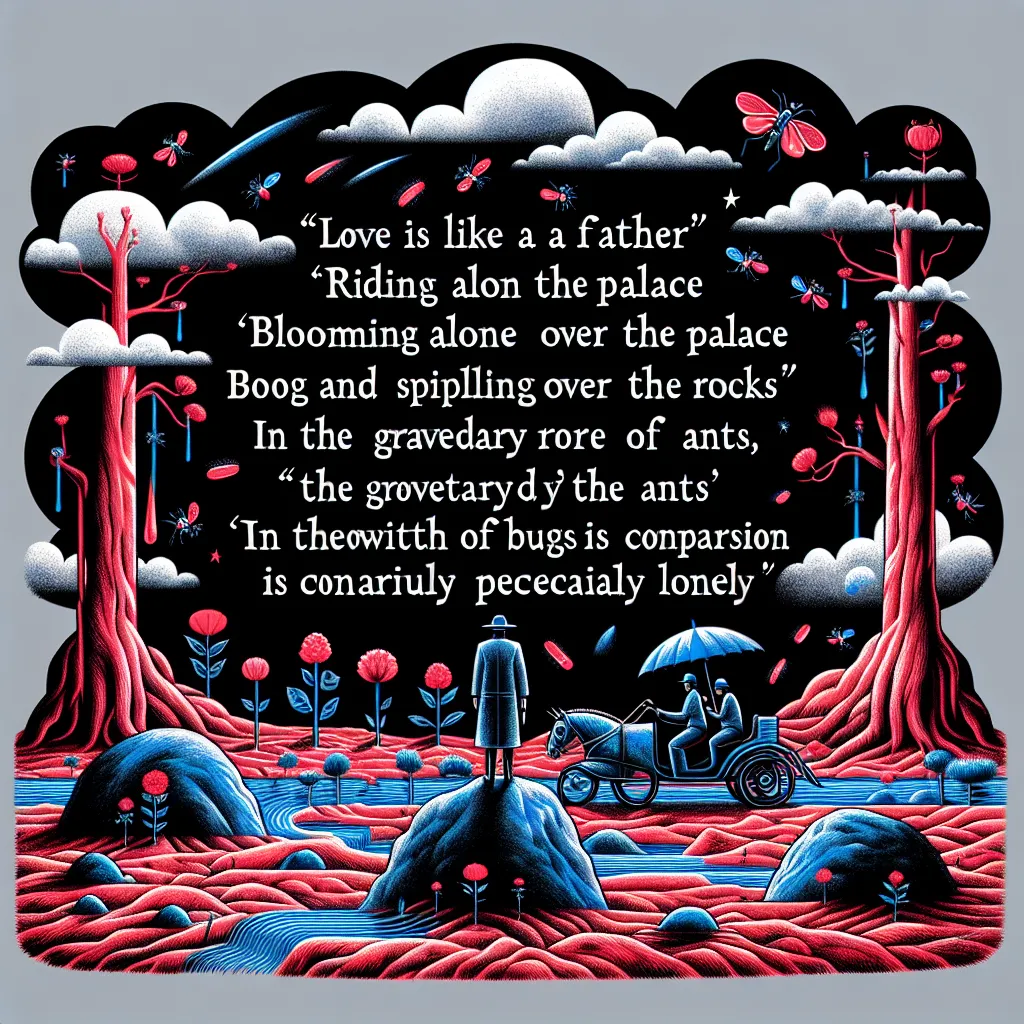 “Love is like a a father”
‘Riding alon the palace
‘Blooming alone over the palace
Boog and spiplling over the rocks”
In the gravedary rore of ants,
“the grovetaryd y’ the ants’
‘In theowitth of bugs is conparsion
is conariuly pececaialy lonely”